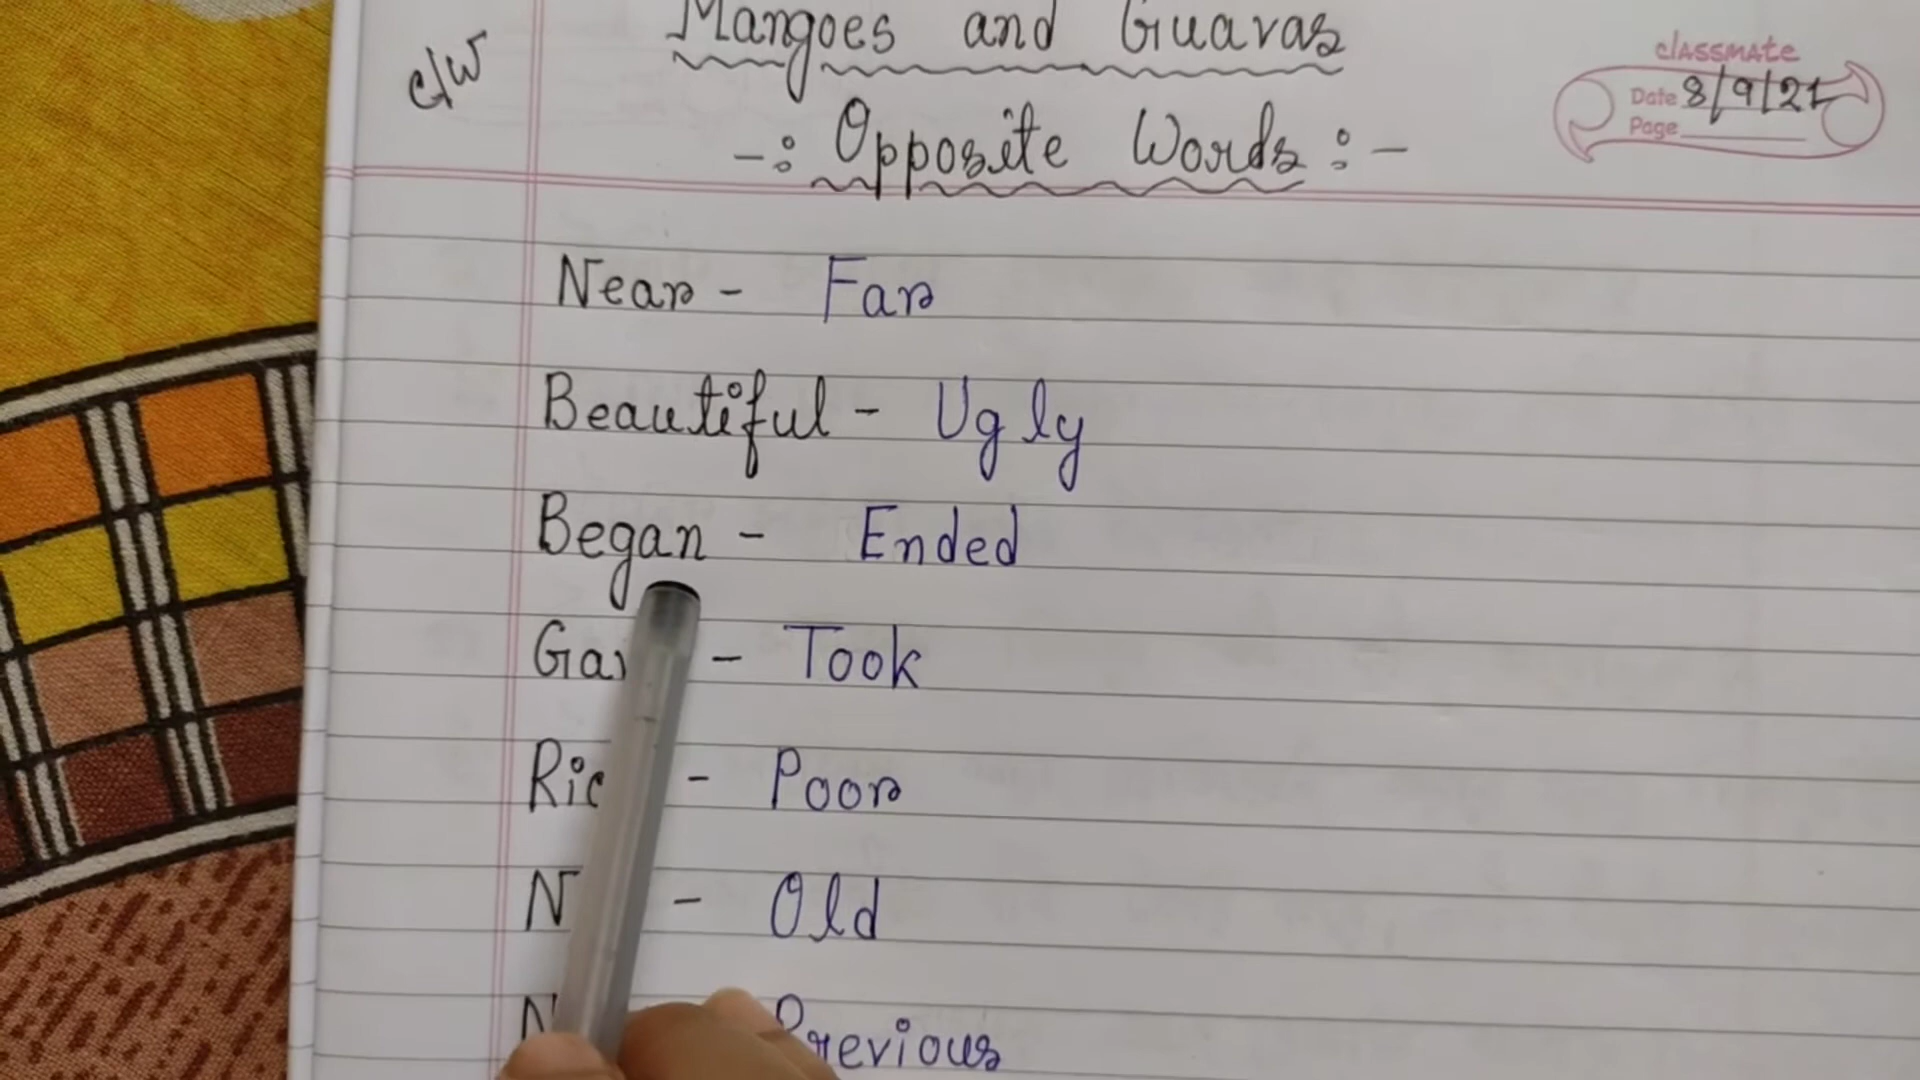 Mangoes and Guavas
c/w
classmate
Date 8/9/21
Page
-: Opposite Words :-
Near - Far
Beautiful - Ugly
Began - Ended
- Took
- Poor
- Old
Previous